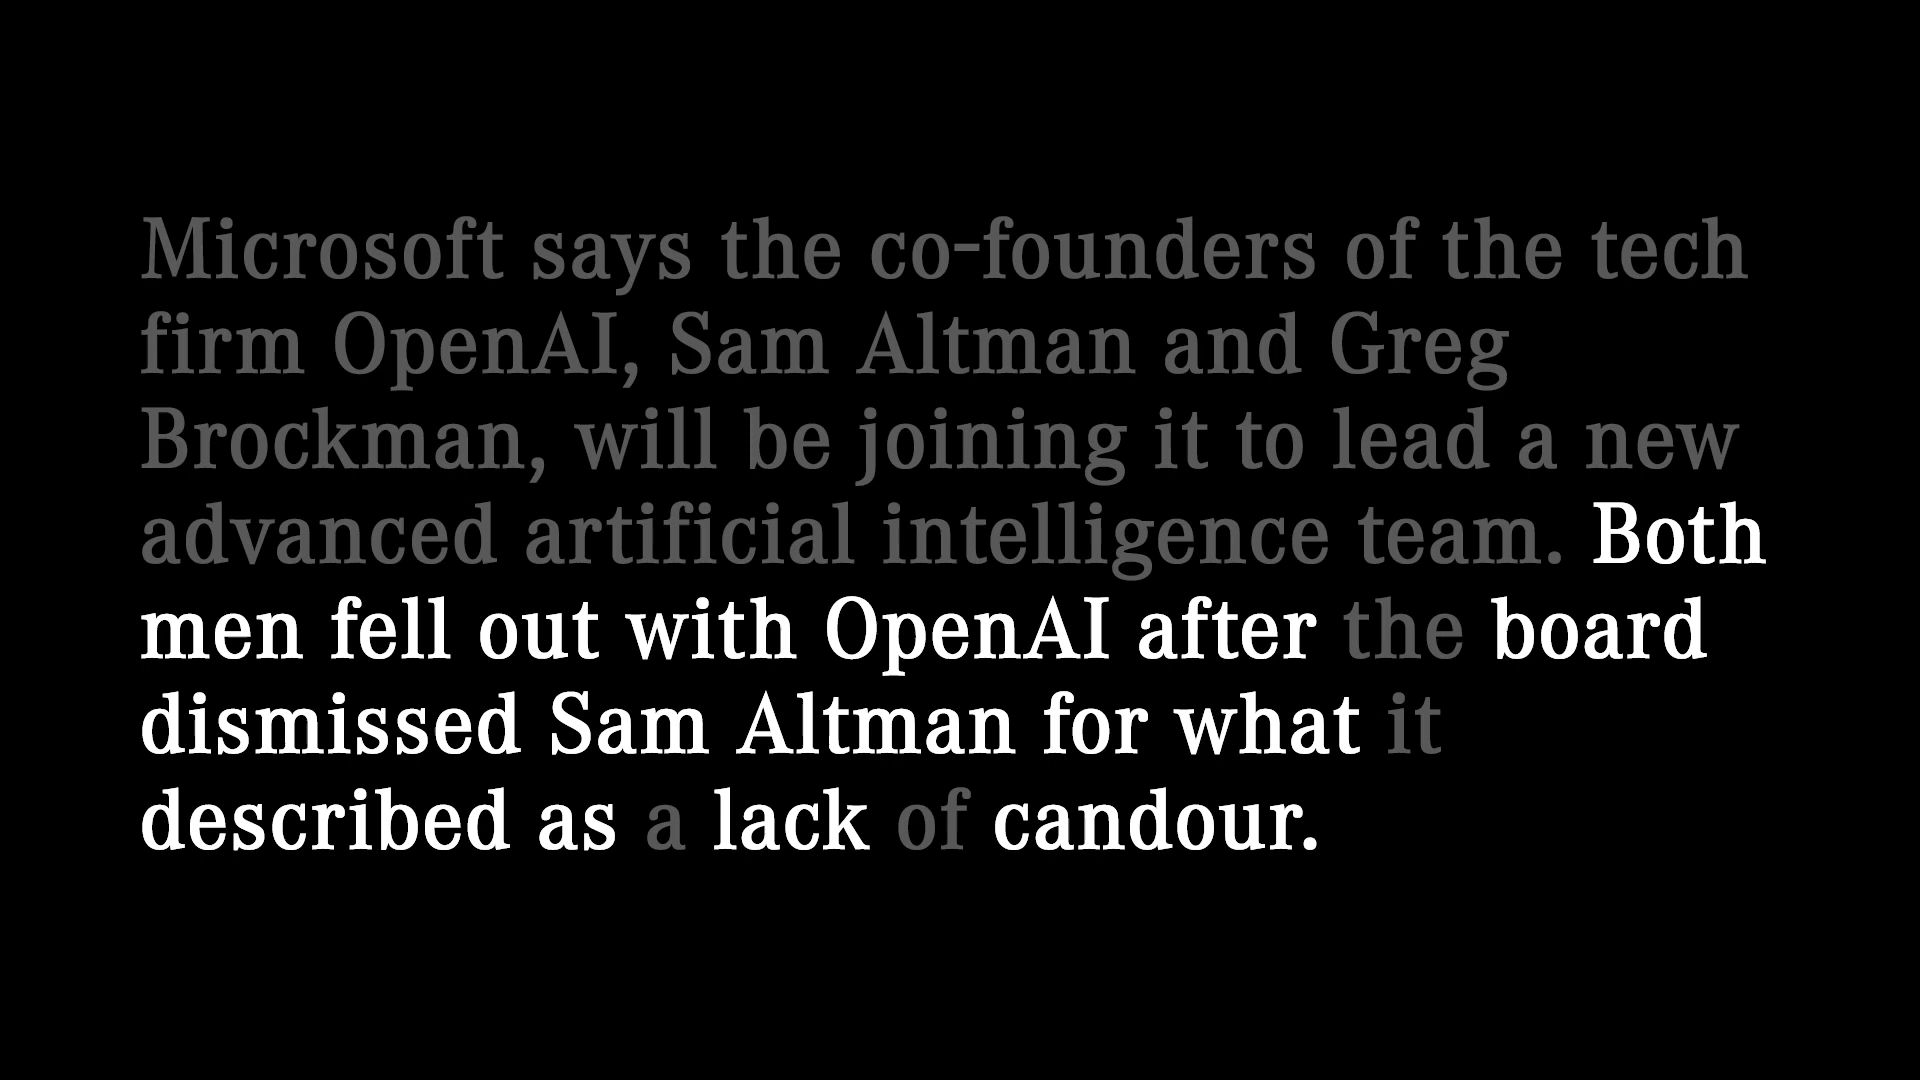 Microsoft says the co-founders of the tech
firm OpenAI, Sam Altman and Greg
Brockman, will be joining it to lead a new
advanced artificial intelligence team. Both
men fell out with OpenAI after the board
dismissed Sam Altman for what it
described as a lack of candour.